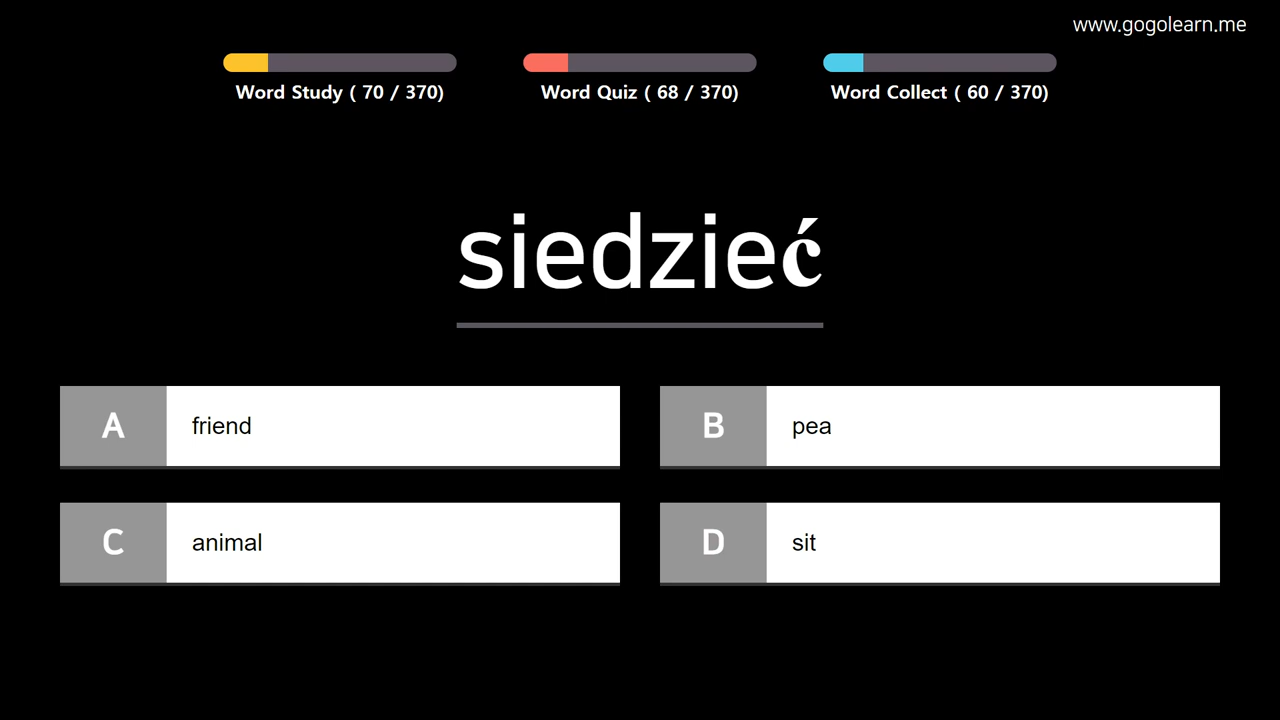 www.gogolearn.me
Word Study ( 70 / 370)
Word Quiz ( 68 / 370)
Word Collect ( 60 / 370)
siedzieć
A friend
B pea
C animal
D sit